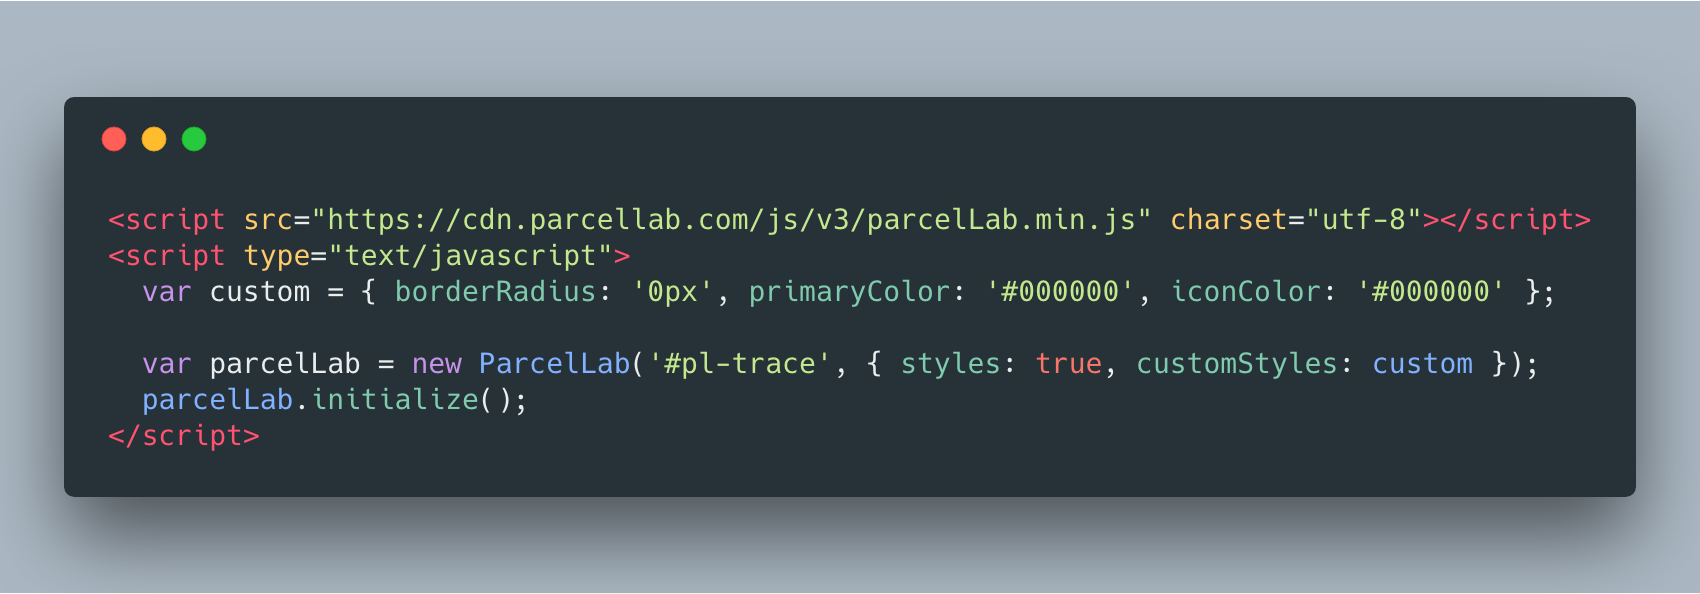 <script src="https://cdn.parcellab.com/js/v3/parcelLab.min.js" charset="utf-8"></script>
<script type="text/javascript">
  var custom = { borderRadius: '0px', primaryColor: '#000000', iconColor: '#000000' };

  var parcelLab = new ParcelLab('#pl-trace', { styles: true, customStyles: custom });
  parcelLab.initialize();
</script>